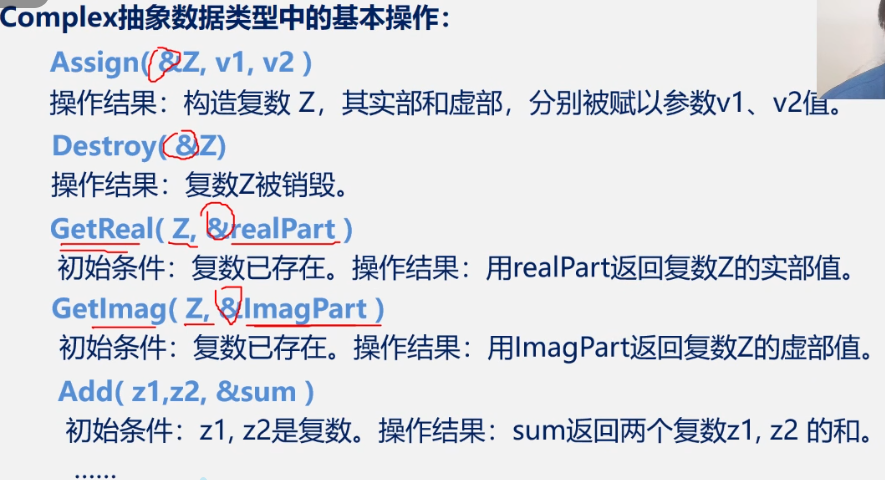 Complex抽象数据类型中的基本操作：
Assign( &Z, v1, v2 )
操作结果：构造复数 Z，其实部和虚部，分别被赋以参数v1、v2值。
Destroy( &Z)
操作结果：复数Z被销毁。
GetReal( Z, &realPart )
初始条件：复数已存在。操作结果：用realPart返回复数Z的实部值。
GetImag( Z, &ImagPart )
初始条件：复数已存在。操作结果：用ImagPart返回复数Z的虚部值。
Add( z1,z2, &sum )
初始条件：z1, z2是复数。操作结果：sum返回两个复数z1, z2 的和。
......